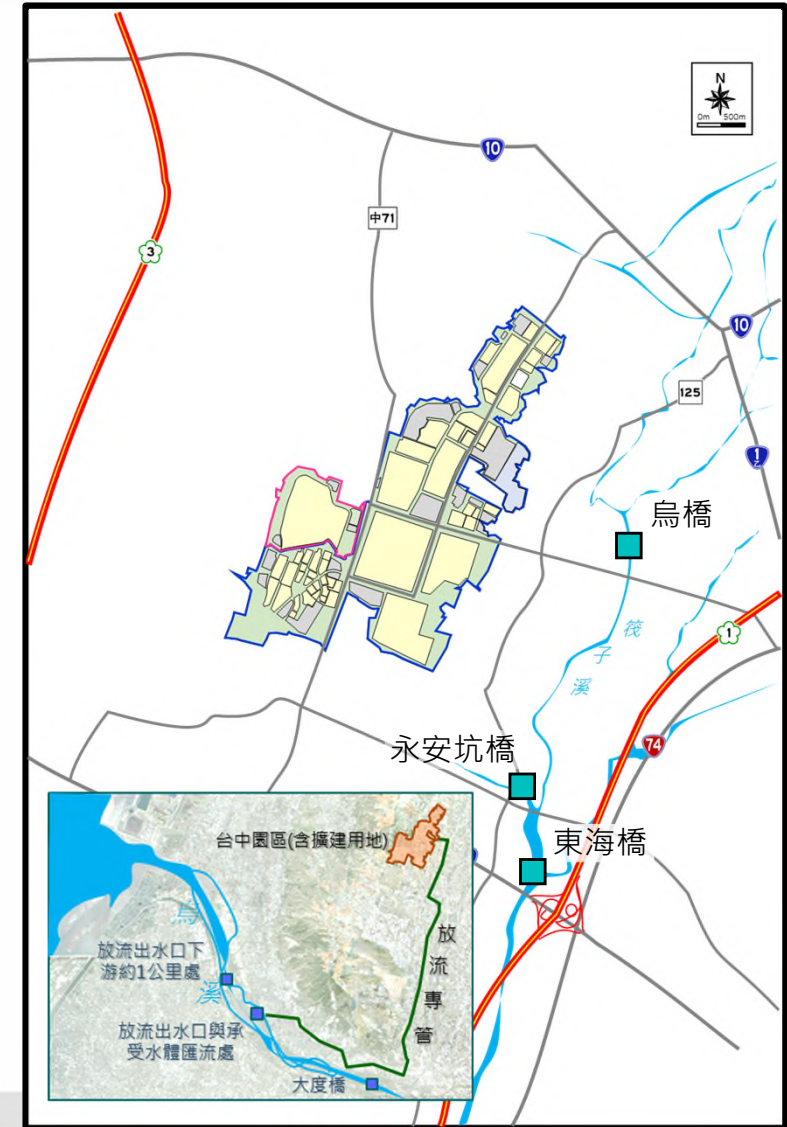 N
0m 500m
10
中71
3
10
125
1
烏橋
1
筏
子
溪
74
永安坑橋
東海橋
台中園區(含擴建用地)
烏
溪
放
流
專
管
放流出水口下
游約1公里處
放流出水口與承
受水體匯流處
大度橋